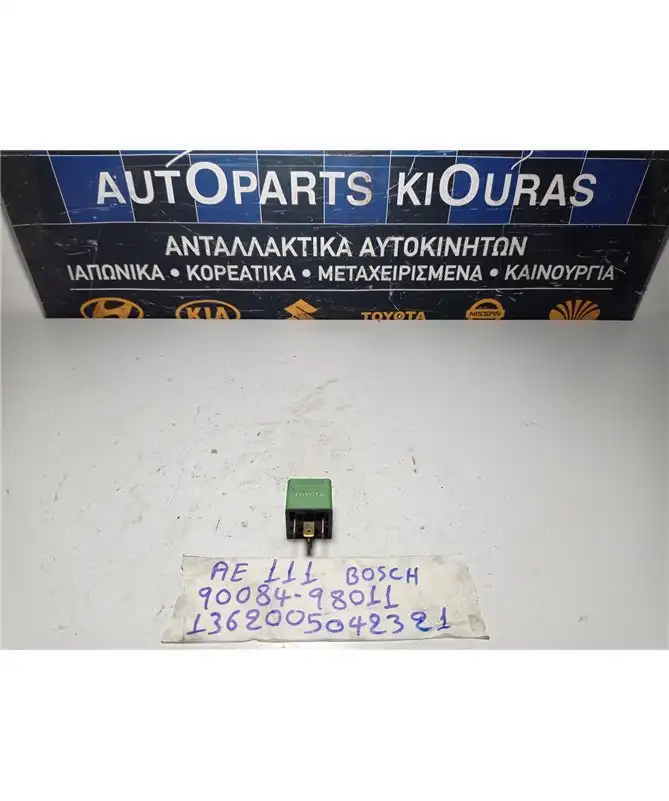 AUTOPARTS KIOURAS
ΑΝΤΑΛΛΑΚΤΙΚΑ ΑΥΤΟΚΙΝΗΤΩΝ
ΙΑΠΩΝΙΚΑ • ΚΟΡΕΑΤΙΚΑ • ΜΕΤΑΧΕΙΡΙΣΜΕΝΑ • ΚΑΙΝΟΥΡΓΙΑ
KIA TOYOTA NISSAN
TOYOTA
AE 111 BOSCH
90084-98011
1362005042321